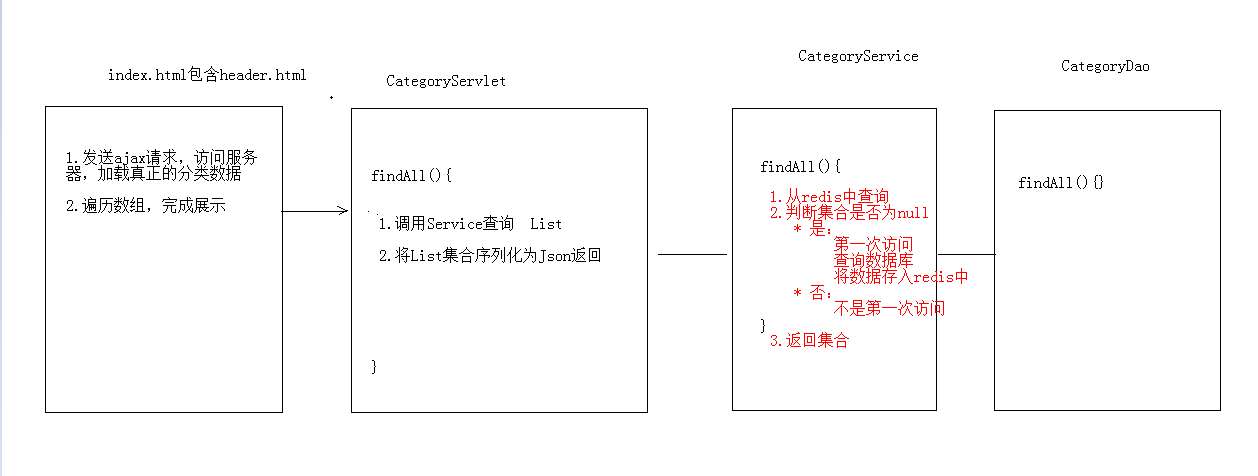 index.html包含header.html
1.发送ajax请求，访问服务
器，加载真正的分类数据
2.遍历数组，完成展示
CategoryServlet
findAll(){
1.调用Service查询 List
2.将List集合序列化为Json返回
}
CategoryService
findAll(){
1.从redis中查询
2.判断集合是否为null
* 是：
第一次访问
查询数据库
将数据存入redis中
* 否：
不是第一次访问
}
3.返回集合
CategoryDao
findAll(){}